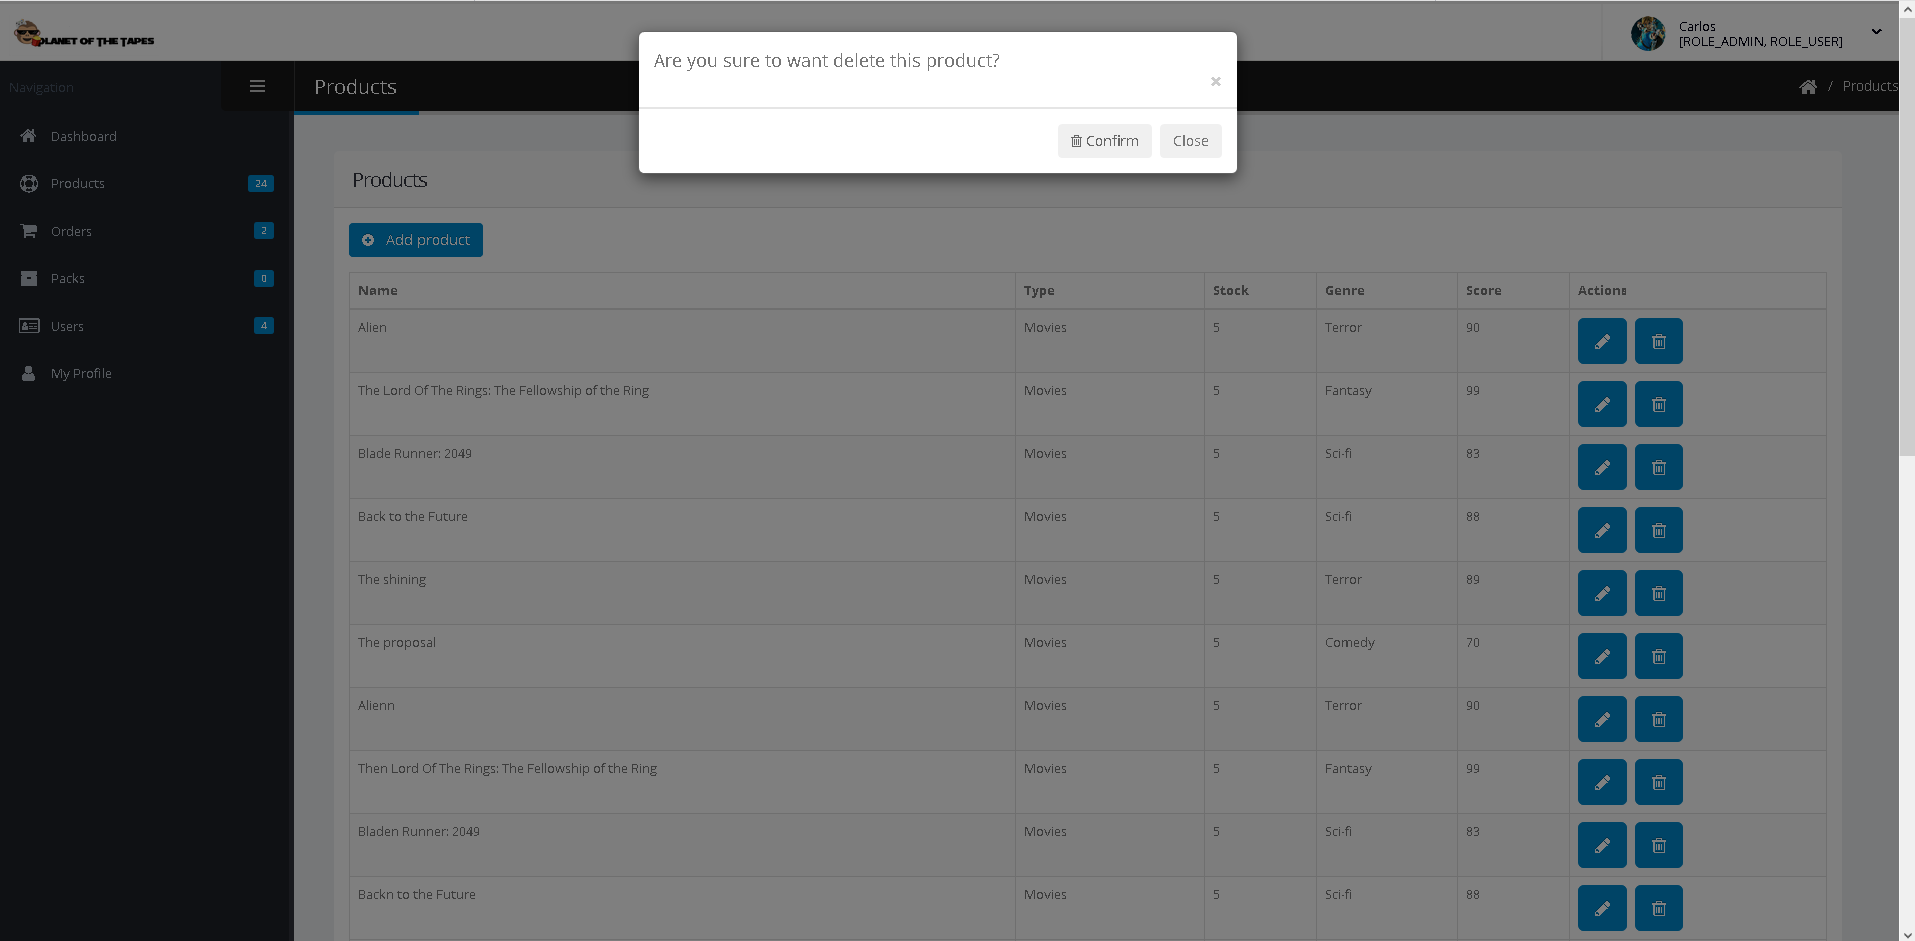 PLANET OF THE TAPES
Carlos
[ROLE_ADMIN, ROLE_USER]
Are you sure to want delete this product?
×
Confirm Close
Navigation
Products
/ Products
Dashboard
Products 24
Orders 2
Packs 0
Users 4
My Profile
Products
Add product
Name Type Stock Genre Score Actions
Alien Movies 5 Terror 90
The Lord Of The Rings: The Fellowship of the Ring Movies 5 Fantasy 99
Blade Runner: 2049 Movies 5 Sci-fi 83
Back to the Future Movies 5 Sci-fi 88
The shining Movies 5 Terror 89
The proposal Movies 5 Comedy 70
Alienn Movies 5 Terror 90
Then Lord Of The Rings: The Fellowship of the Ring Movies 5 Fantasy 99
Bladen Runner: 2049 Movies 5 Sci-fi 83
Backn to the Future Movies 5 Sci-fi 88